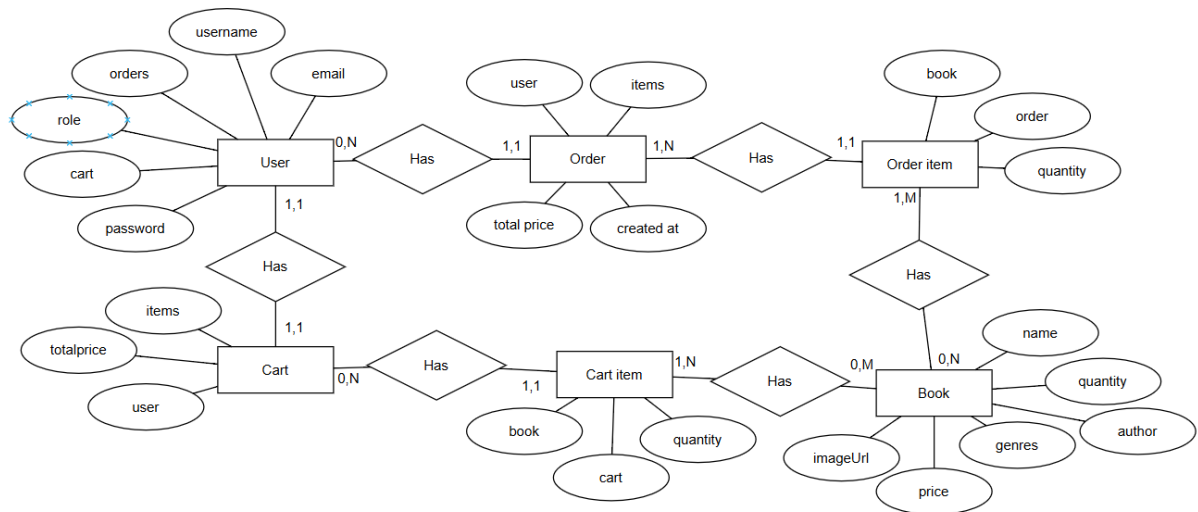 username
orders
email
user
items
book
role
order
0,N
Has
1,1
Order
1,N
Has
1,1
User
Order item
quantity
cart
1,M
1,1
password
total price
created at
Has
Has
items
1,1
name
totalperice
Cart
0,N
Has
1,1
Cart item
1,N
Has
0,M
0,N
Book
quantity
user
book
quantity
author
genres
imageUrl
cart
price